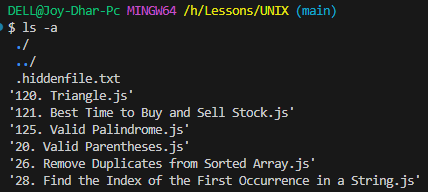 DELL@Joy-Dhar-Pc MINGW64 /h/Lessons/UNIX (main)
$ ls -a
./
../
.hiddenfile.txt
'120. Triangle.js'
'121. Best Time to Buy and Sell Stock.js'
'125. Valid Palindrome.js'
'20. Valid Parentheses.js'
'26. Remove Duplicates from Sorted Array.js'
'28. Find the Index of the First Occurrence in a String.js'